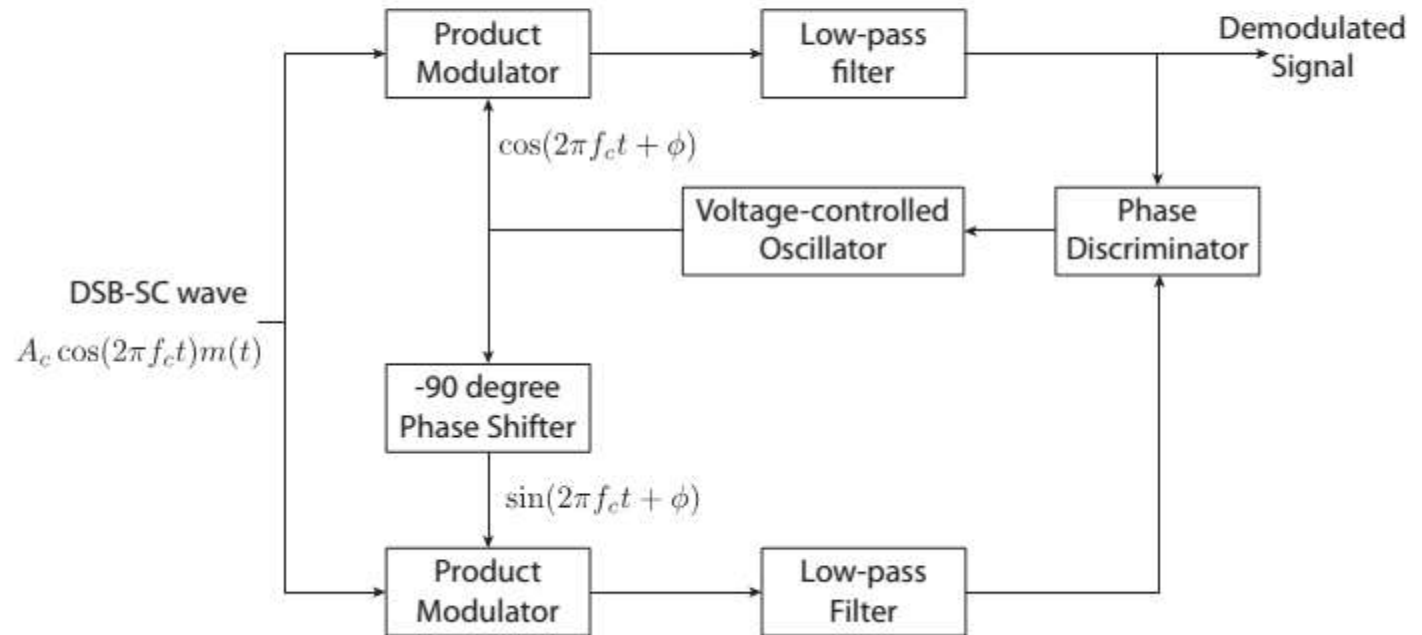 Product
Modulator
Low-pass
filter
Demodulated
Signal
cos(2πf_ct + ϕ)
Voltage-controlled
Oscillator
Phase
Discriminator
DSB-SC wave
A_c cos(2πf_ct)m(t)
-90 degree
Phase Shifter
sin(2πf_ct + ϕ)
Product
Modulator
Low-pass
Filter